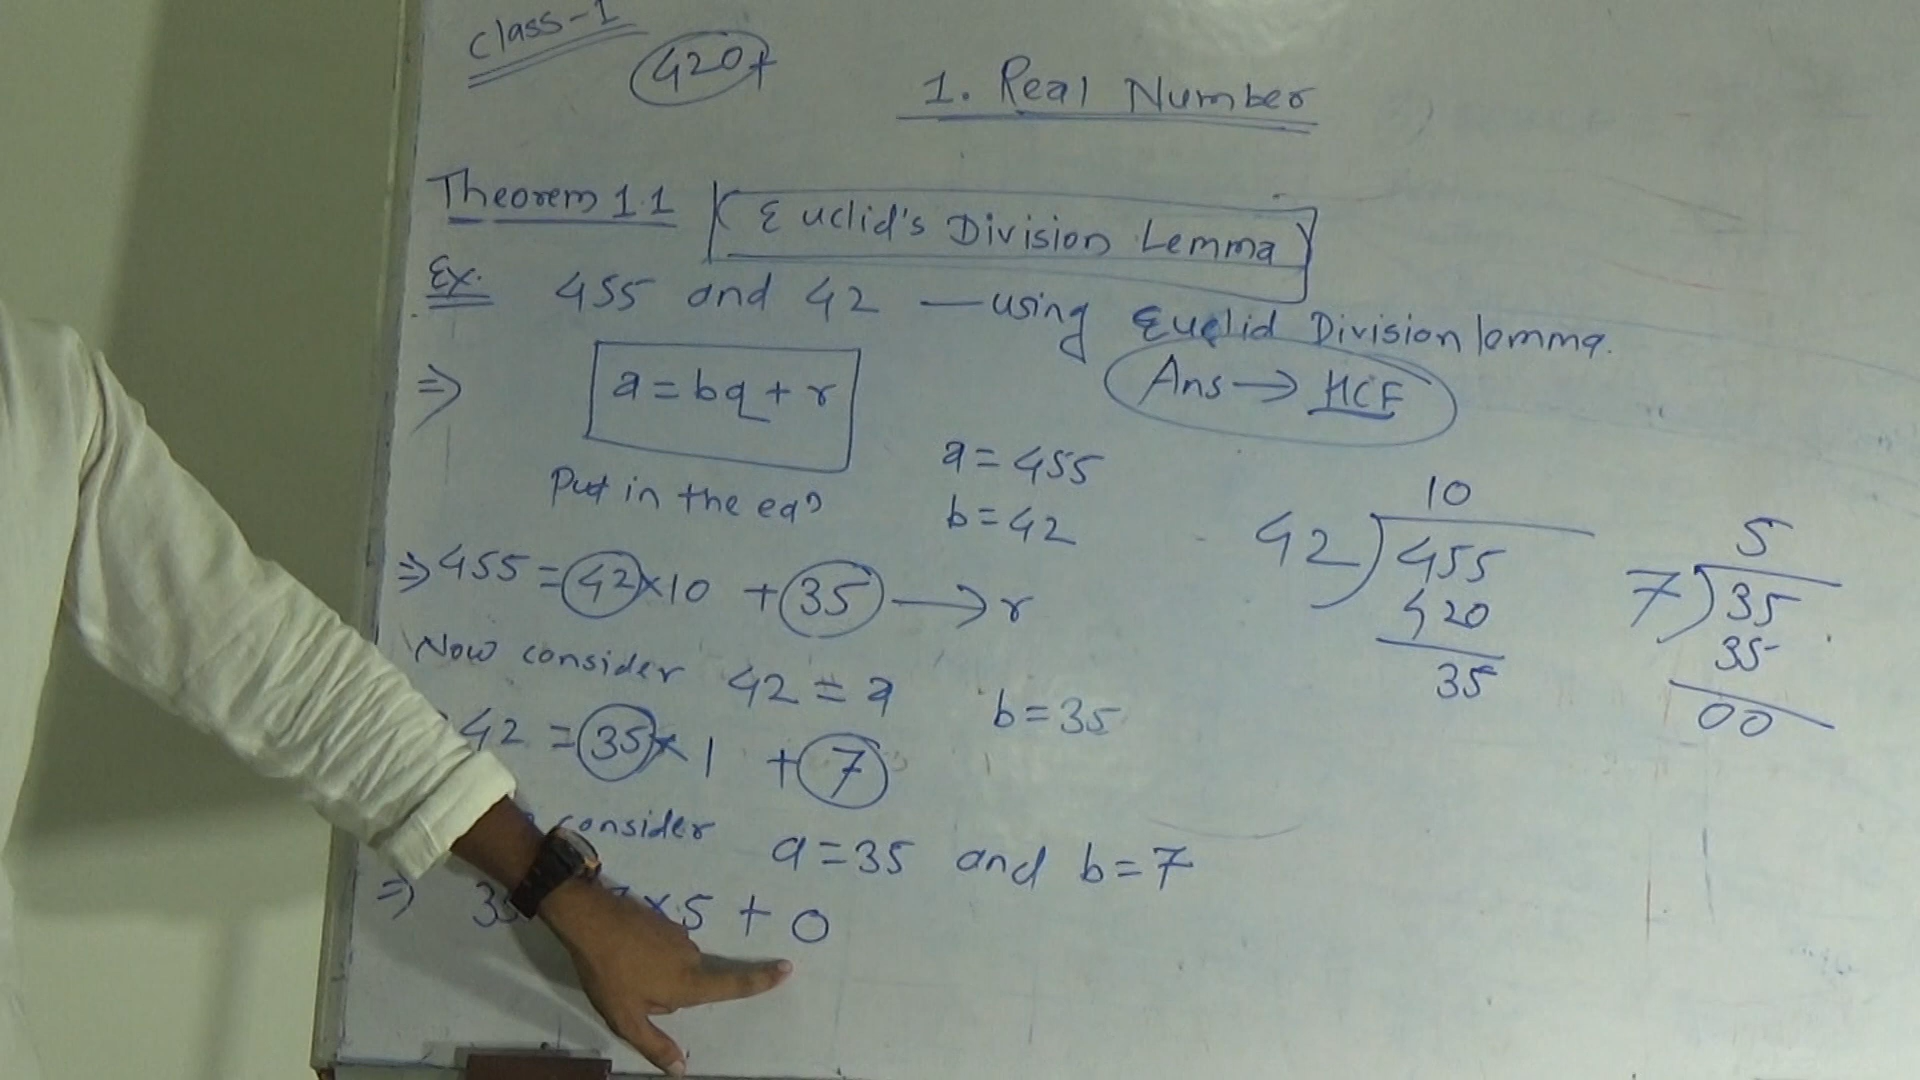 Class-1
420+
1. Real Number
Theorem 1.1 Euclid's Division Lemma
Ex. 455 and 42 — using Euclid Division lemma.
⇒ a = bq + r
Ans → HCF
Put in the eqn
a = 455
b = 42
⇒ 455 = 42 × 10 + 35 → r
Now consider 42 = a b = 35
42 = 35 × 1 + 7
consider a = 35 and b = 7
⇒ × 5 + 0
10
42 ) 455
420
35
5
7 ) 35
35
00